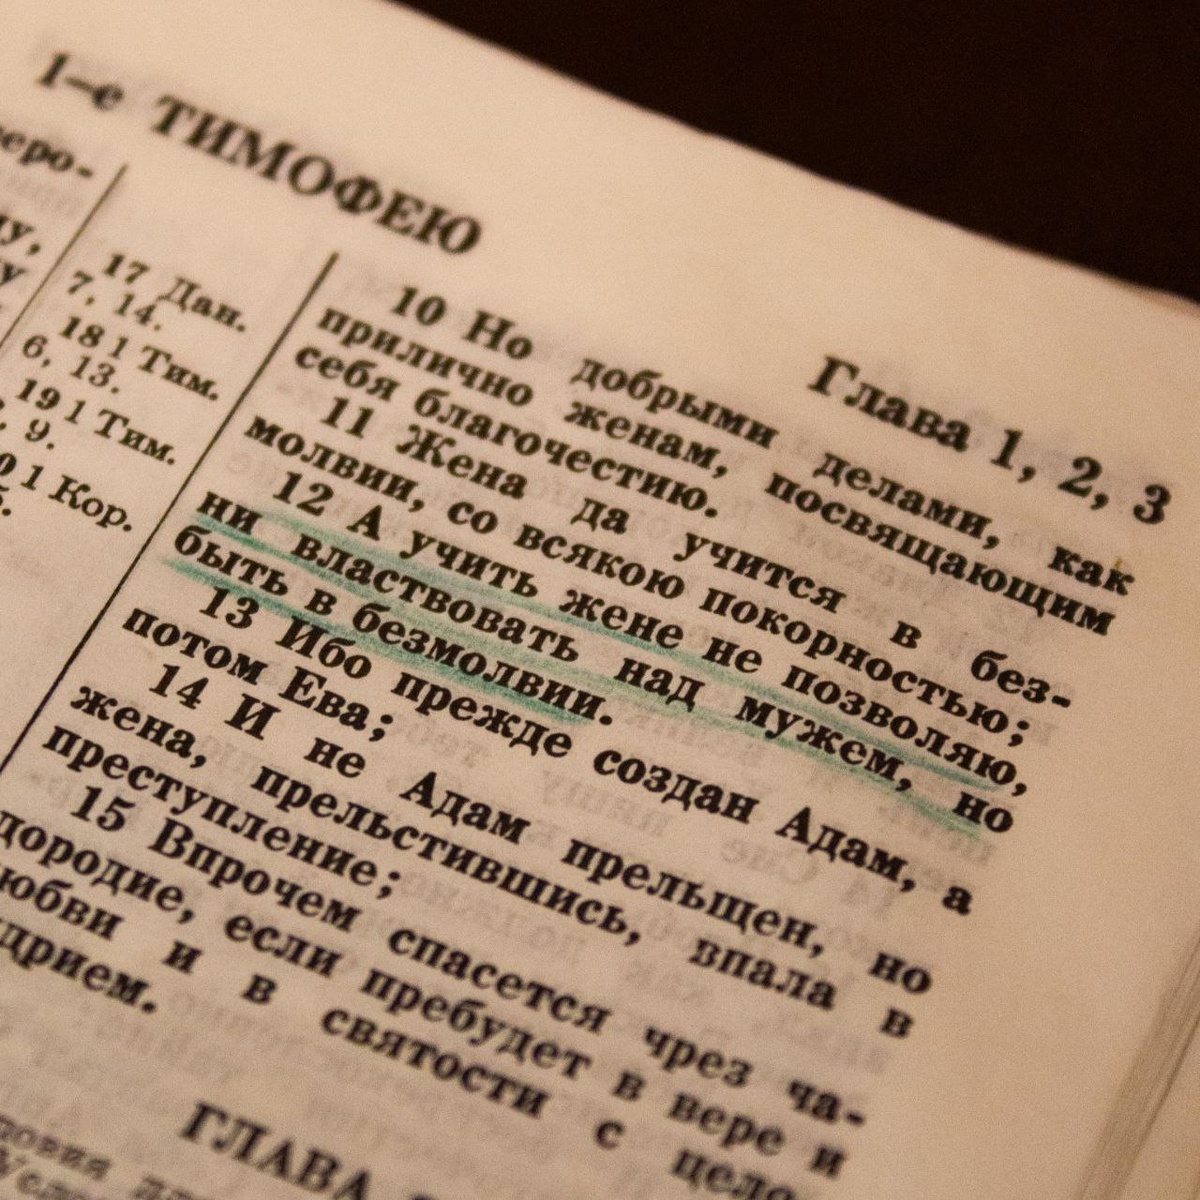 1-е ТИМОФЕЮ
Глава 1, 2, 3
17 Дан.
7, 14.
18 1 Тим.
6, 13.
19 1 Тим.
9.
1 Кор.
10 Но добрыми делами, как
прилично женам, посвящающим
себя благочестию.
11 Жена да учится в без-
молвии, со всякою покорностью;
12 А учить жене не позволяю,
ни властвовать над мужем, но
быть в безмолвии.
13 Ибо прежде создан Адам, а
потом Ева;
14 И не Адам прельщен, но
жена, прельстившись, впала в
преступление;
15 Впрочем спасется чрез ча-
дородие, если пребудет в вере и
любви и в святости с цело
дрием.
ГЛАВА